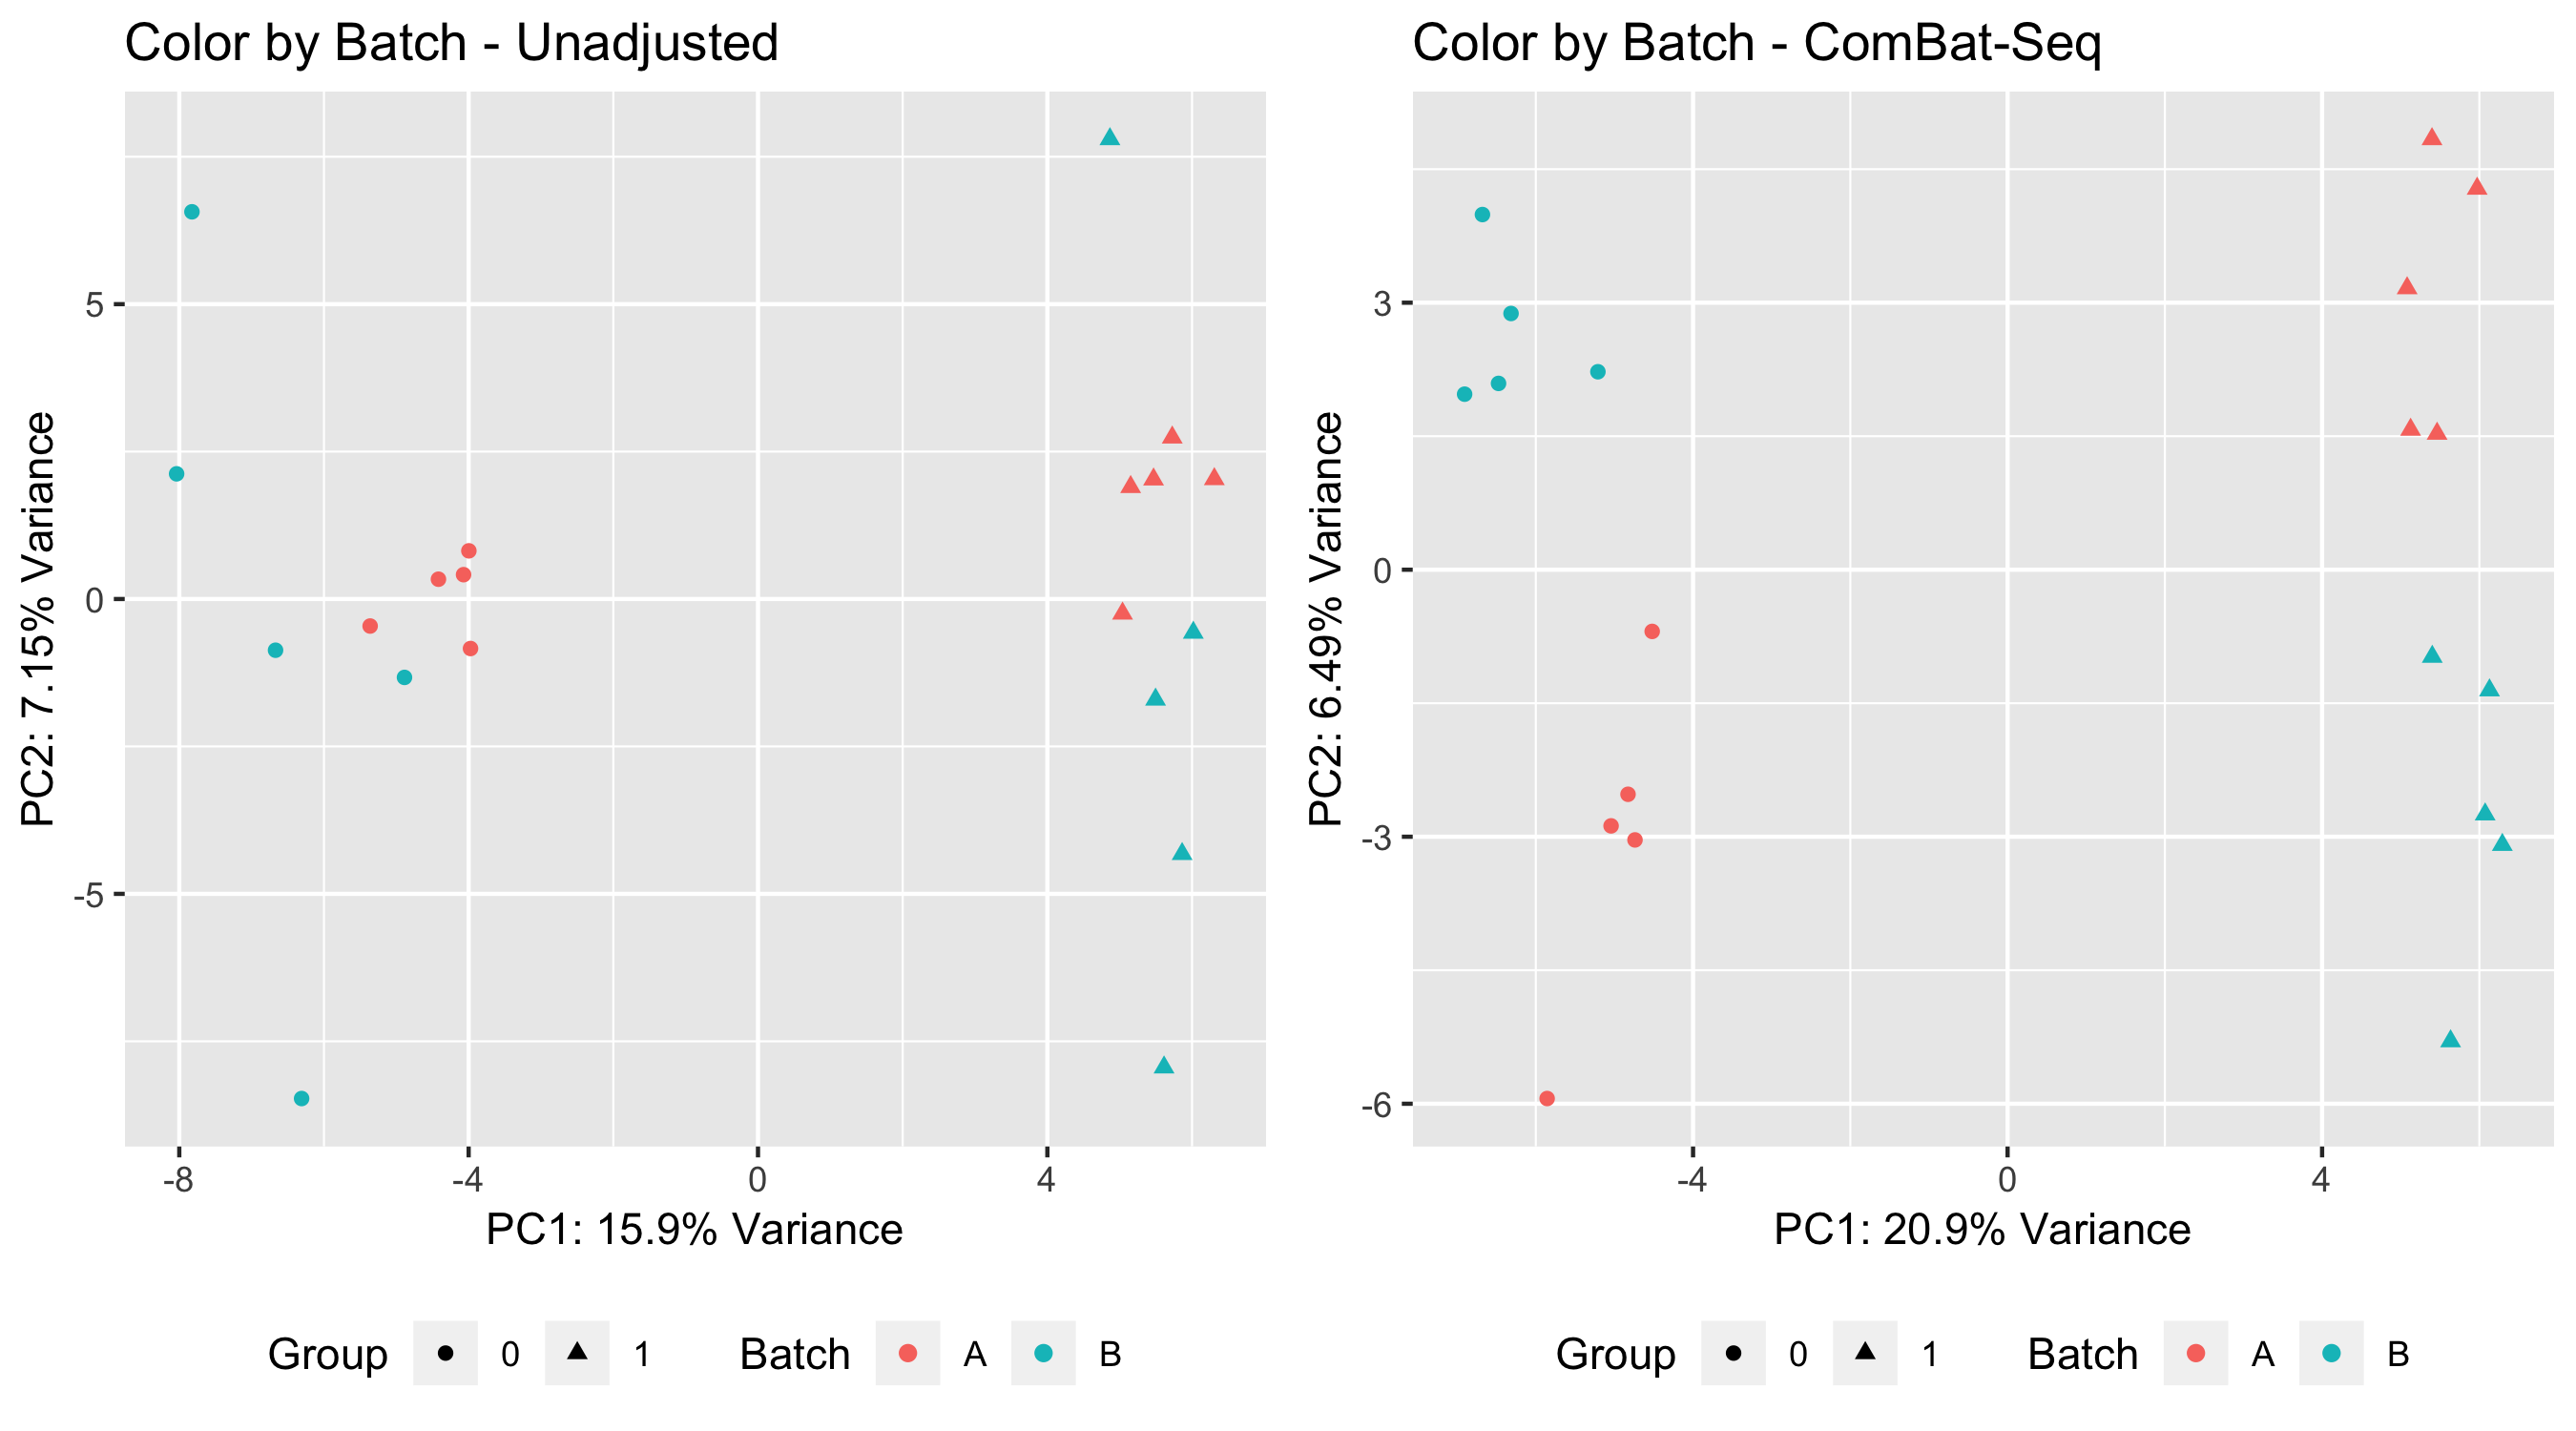 Color by Batch - Unadjusted
PC2: 7.15% Variance
5
0
-5
-8
-4
0
4
PC1: 15.9% Variance
Group 0 1 Batch A B
Color by Batch - ComBat-Seq
PC2: 6.49% Variance
3
0
-3
-6
-4
0
4
PC1: 20.9% Variance
Group 0 1 Batch A B